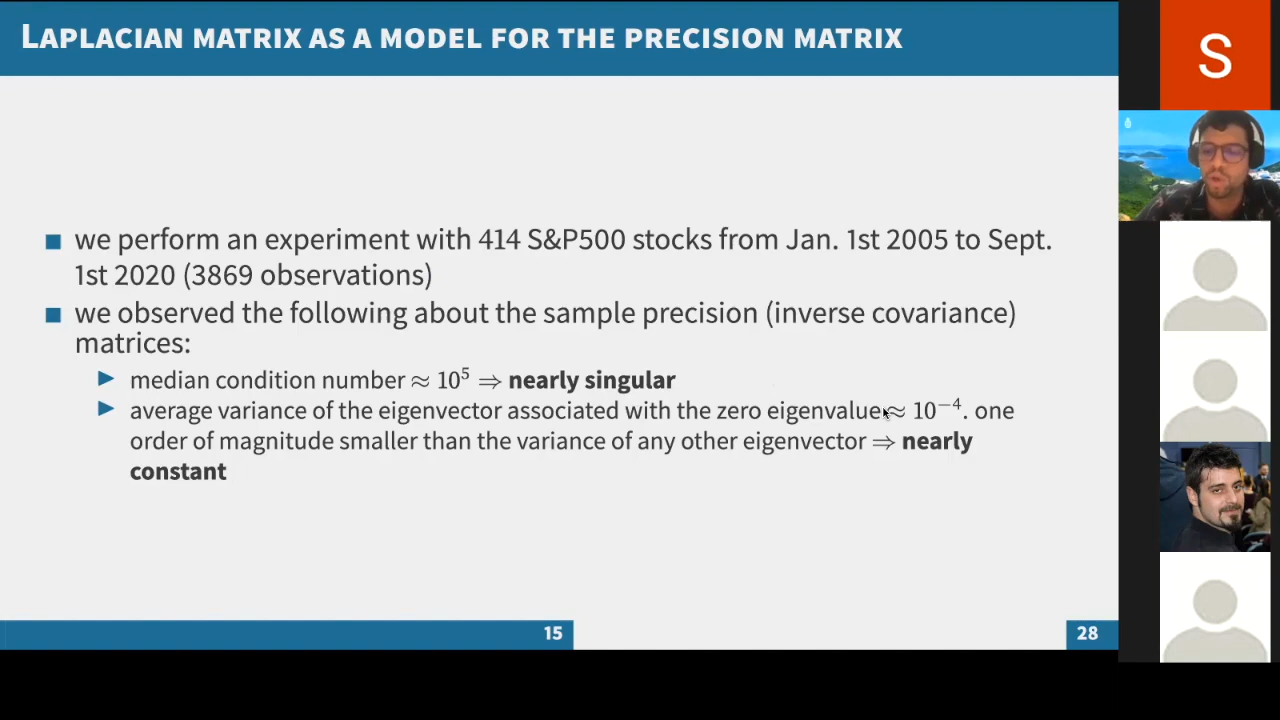 LAPLACIAN MATRIX AS A MODEL FOR THE PRECISION MATRIX
S
■ we perform an experiment with 414 S&P500 stocks from Jan. 1st 2005 to Sept.
1st 2020 (3869 observations)
■ we observed the following about the sample precision (inverse covariance)
matrices:
▶ median condition number ≈ 10⁵ ⇒ nearly singular
▶ average variance of the eigenvector associated with the zero eigenvalue ≈ 10⁻⁴. one
order of magnitude smaller than the variance of any other eigenvector ⇒ nearly
constant
15
28